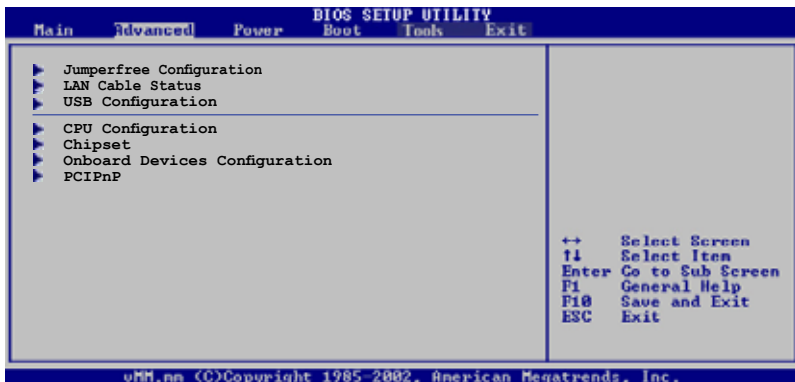 BIOS SETUP UTILITY
Main Advanced Power Boot Tools Exit
Jumperfree Configuration
LAN Cable Status
USB Configuration
CPU Configuration
Chipset
Onboard Devices Configuration
PCIPnP
↔ Select Screen
↑↓ Select Item
Enter Go to Sub Screen
F1 General Help
F10 Save and Exit
ESC Exit
vMM.nn (C)Copyright 1985-2002, American Megatrends, Inc.